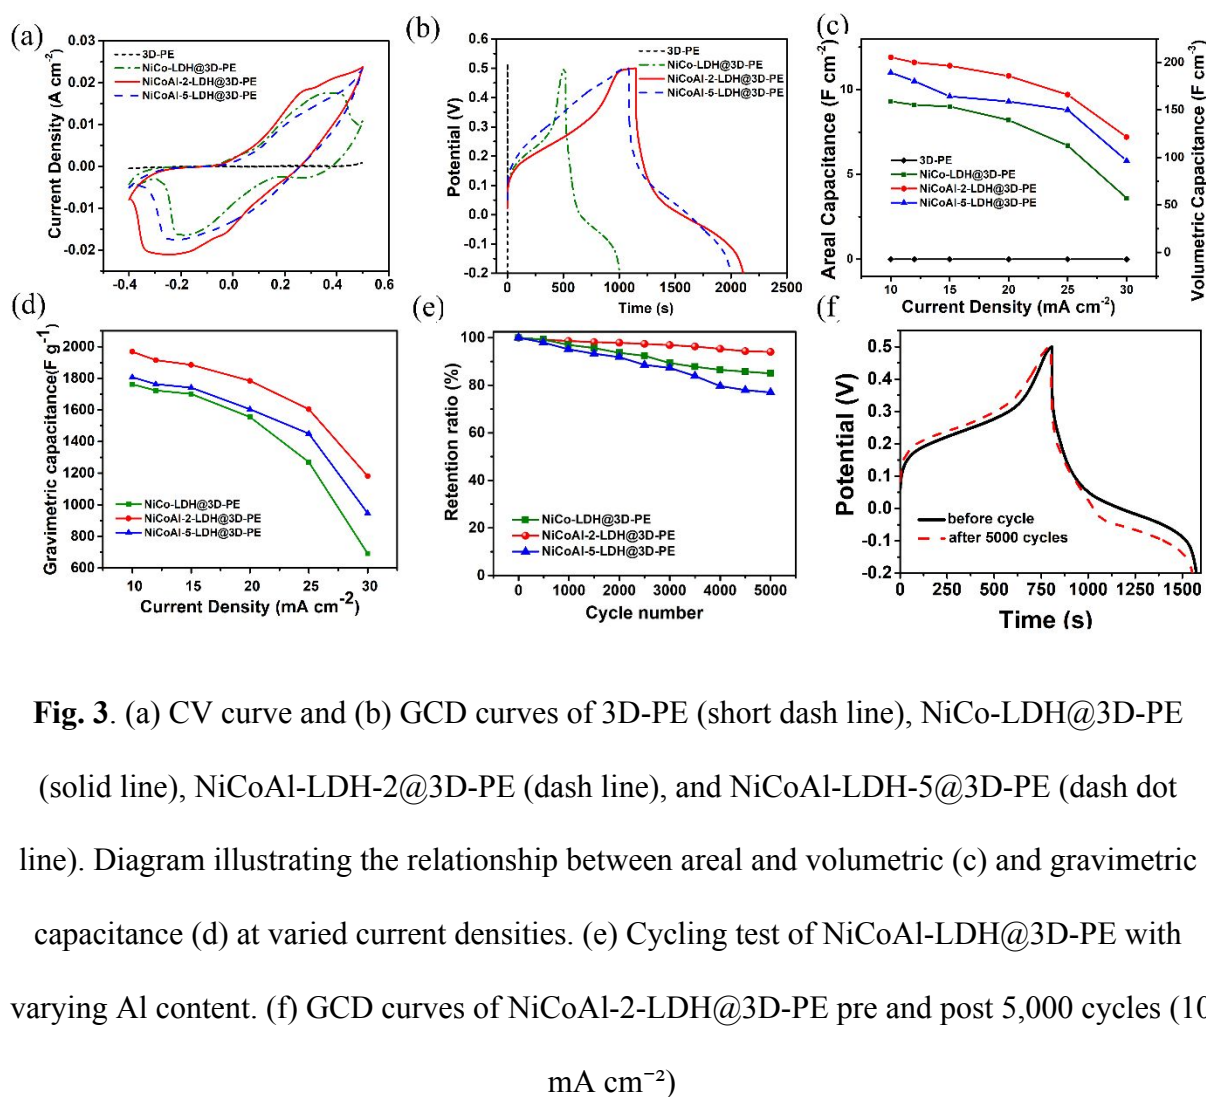 (a)
0.03
0.02
0.01
0.00
-0.01
-0.02
Current Density (A cm⁻²)
3D-PE
NiCo-LDH@3D-PE
NiCoAl-2-LDH@3D-PE
NiCoAl-5-LDH@3D-PE
-0.4 -0.2 0.0 0.2 0.4 0.6
(b)
0.6
0.5
0.4
0.3
0.2
0.1
0.0
-0.1
-0.2
Potential (V)
3D-PE
NiCo-LDH@3D-PE
NiCoAl-2-LDH@3D-PE
NiCoAl-5-LDH@3D-PE
0 500 1000 1500 2000 2500
Time (s)
(c)
10
5
0
Areal Capacitance (F cm⁻²)
3D-PE
NiCo-LDH@3D-PE
NiCoAl-2-LDH@3D-PE
NiCoAl-5-LDH@3D-PE
200
150
100
50
0
Volumetric Capacitance (F cm⁻³)
10 15 20 25 30
Current Density (mA cm⁻²)
(d)
2000
1800
1600
1400
1200
1000
800
600
Gravimetric capacitance(F g⁻¹)
NiCo-LDH@3D-PE
NiCoAl-2-LDH@3D-PE
NiCoAl-5-LDH@3D-PE
10 15 20 25 30
Current Density (mA cm⁻²)
(e)
100
80
60
40
20
0
Retention ratio (%)
NiCo-LDH@3D-PE
NiCoAl-2-LDH@3D-PE
NiCoAl-5-LDH@3D-PE
0 1000 2000 3000 4000 5000
Cycle number
(f)
0.5
0.4
0.3
0.2
0.1
0.0
-0.1
-0.2
Potential (V)
before cycle
after 5000 cycles
0 250 500 750 1000 1250 1500
Time (s)
Fig. 3. (a) CV curve and (b) GCD curves of 3D-PE (short dash line), NiCo-LDH@3D-PE
(solid line), NiCoAl-LDH-2@3D-PE (dash line), and NiCoAl-LDH-5@3D-PE (dash dot
line). Diagram illustrating the relationship between areal and volumetric (c) and gravimetric
capacitance (d) at varied current densities. (e) Cycling test of NiCoAl-LDH@3D-PE with
varying Al content. (f) GCD curves of NiCoAl-2-LDH@3D-PE pre and post 5,000 cycles (10
mA cm⁻²)